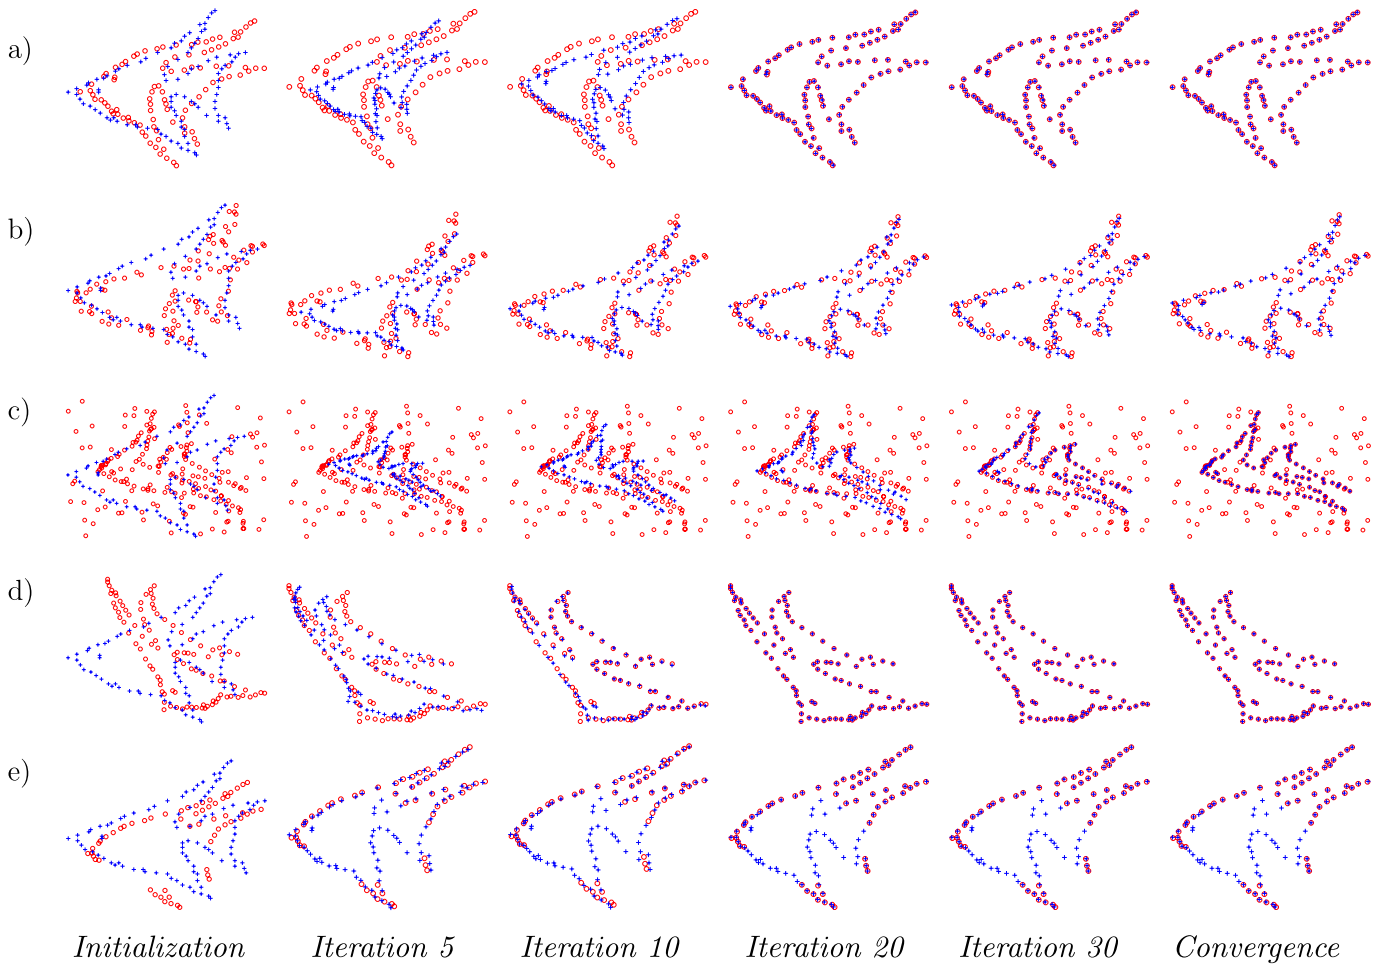 a)
b)
c)
d)
e)
Initialization Iteration 5 Iteration 10 Iteration 20 Iteration 30 Convergence